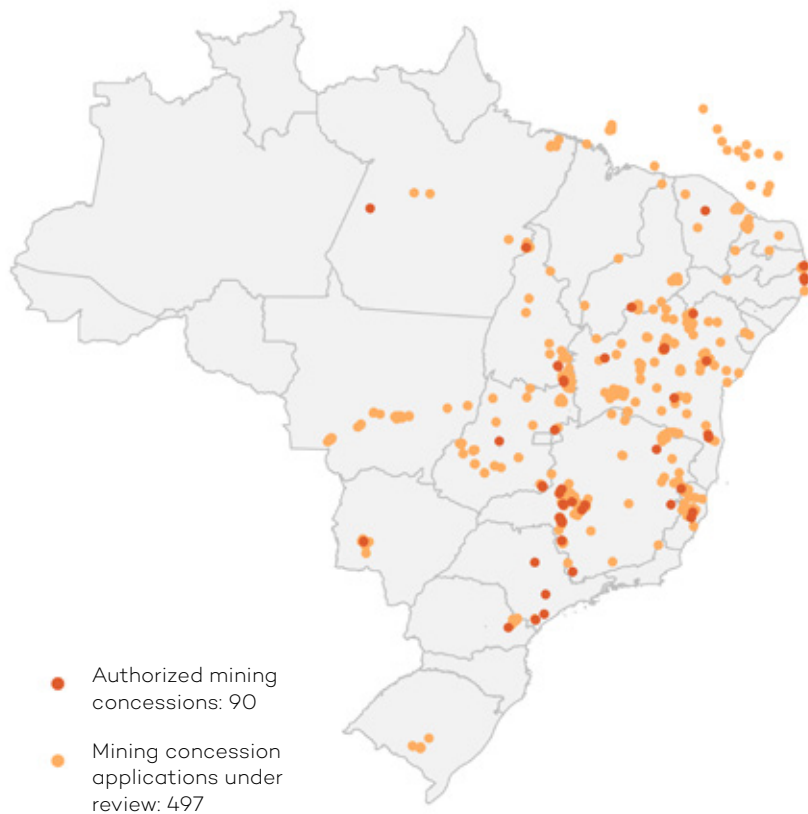 Authorized mining
concessions: 90
Mining concession
applications under
review: 497